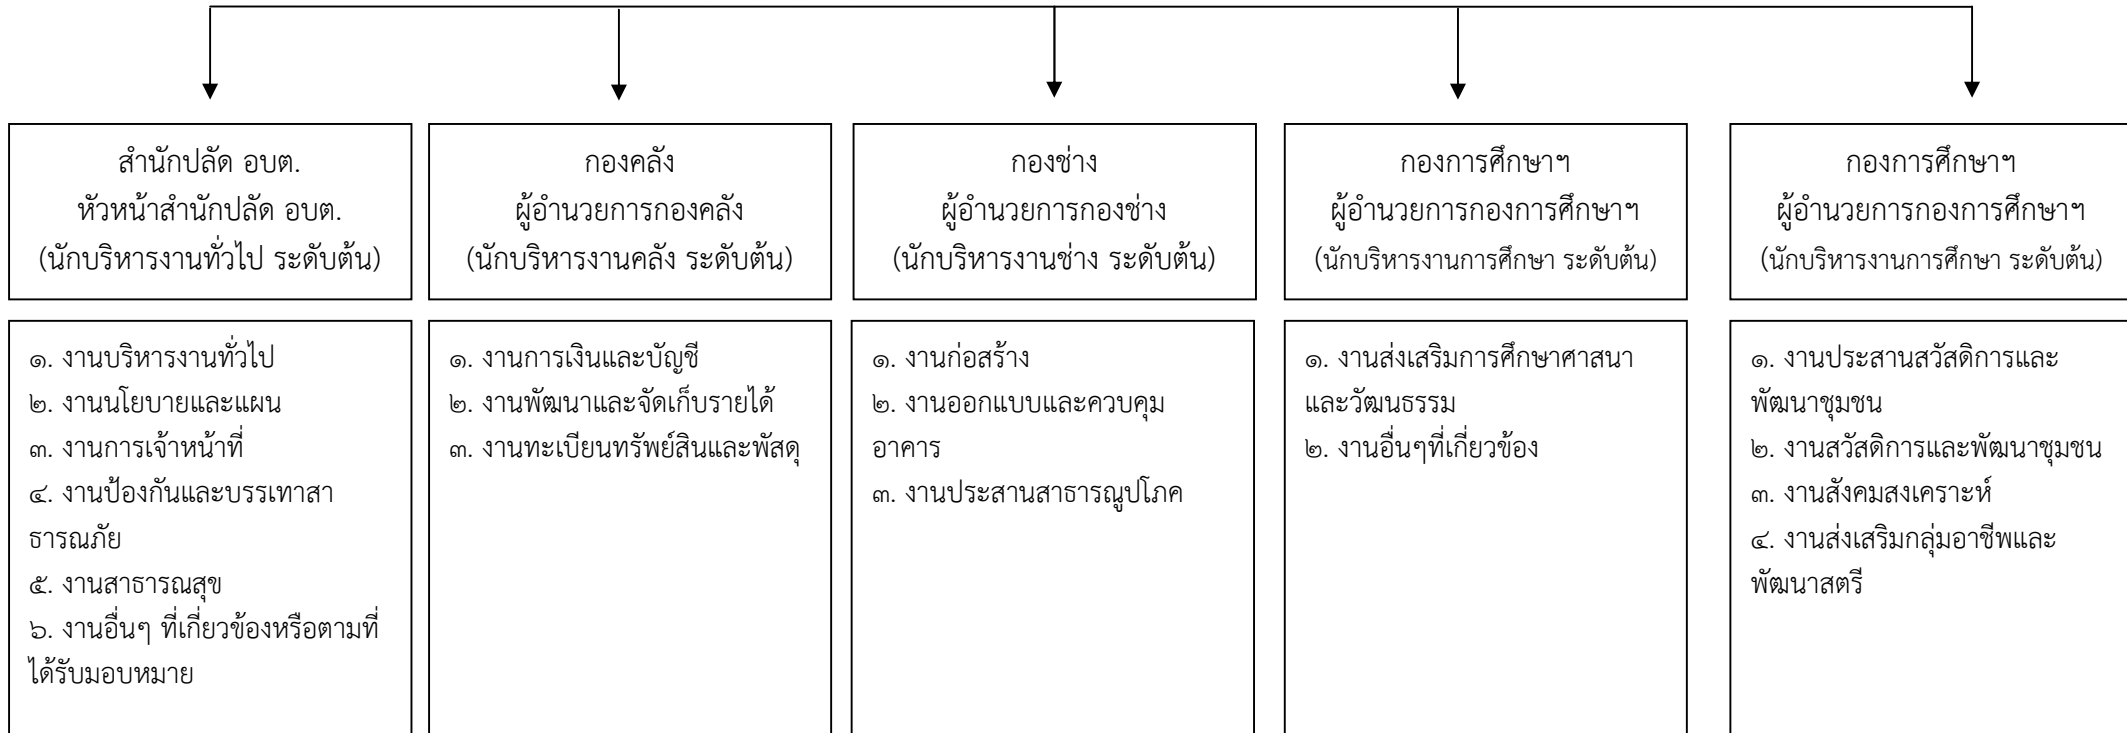 สำนักปลัด อบต.
หัวหน้าสำนักปลัด อบต.
(นักบริหารงานทั่วไป ระดับต้น)
กองคลัง
ผู้อำนวยการกองคลัง
(นักบริหารงานคลัง ระดับต้น)
กองช่าง
ผู้อำนวยการกองช่าง
(นักบริหารงานช่าง ระดับต้น)
กองการศึกษาฯ
ผู้อำนวยการกองการศึกษาฯ
(นักบริหารงานการศึกษา ระดับต้น)
กองการศึกษาฯ
ผู้อำนวยการกองการศึกษาฯ
(นักบริหารงานการศึกษา ระดับต้น)
๑. งานบริหารงานทั่วไป
๒. งานนโยบายและแผน
๓. งานการเจ้าหน้าที่
๔. งานป้องกันและบรรเทาสา
ธารณภัย
๕. งานสาธารณสุข
๖. งานอื่นๆ ที่เกี่ยวข้องหรือตามที่
ได้รับมอบหมาย
๑. งานการเงินและบัญชี
๒. งานพัฒนาและจัดเก็บรายได้
๓. งานทะเบียนทรัพย์สินและพัสดุ
๑. งานก่อสร้าง
๒. งานออกแบบและควบคุม
อาคาร
๓. งานประสานสาธารณูปโภค
๑. งานส่งเสริมการศึกษาศาสนา
และวัฒนธรรม
๒. งานอื่นๆที่เกี่ยวข้อง
๑. งานประสานสวัสดิการและ
พัฒนาชุมชน
๒. งานสวัสดิการและพัฒนาชุมชน
๓. งานสังคมสงเคราะห์
๔. งานส่งเสริมกลุ่มอาชีพและ
พัฒนาสตรี